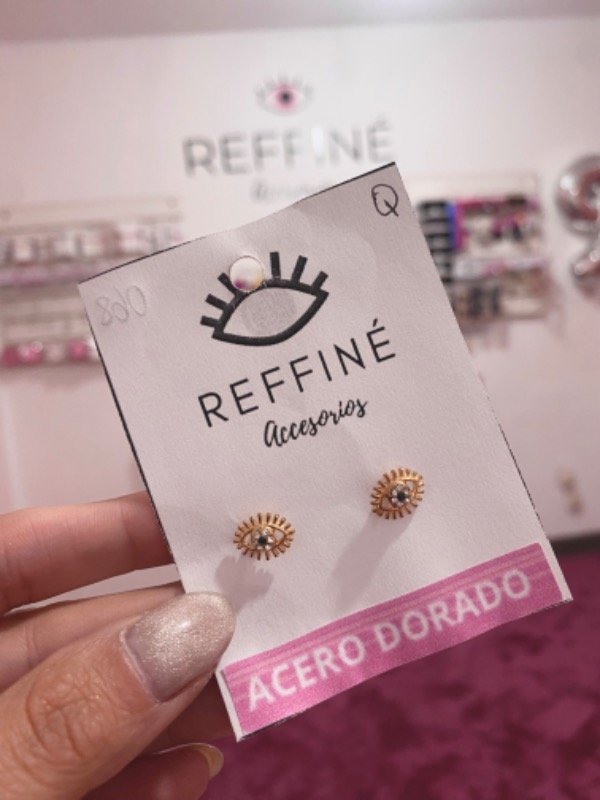 REFFINÉ
Q
REFFINÉ
Accesorios
ACERO DORADO